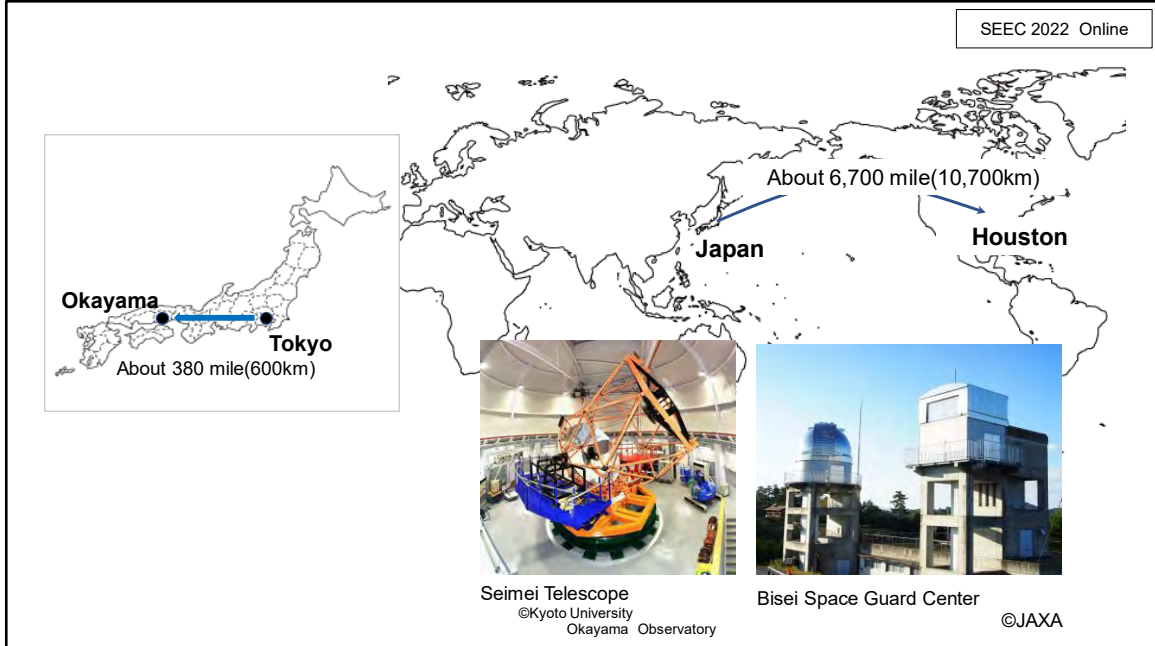 SEEC 2022 Online
About 6,700 mile(10,700km)
Japan
Houston
Okayama
Tokyo
About 380 mile(600km)
Seimei Telescope
©Kyoto University
Okayama Observatory
Bisei Space Guard Center
©JAXA